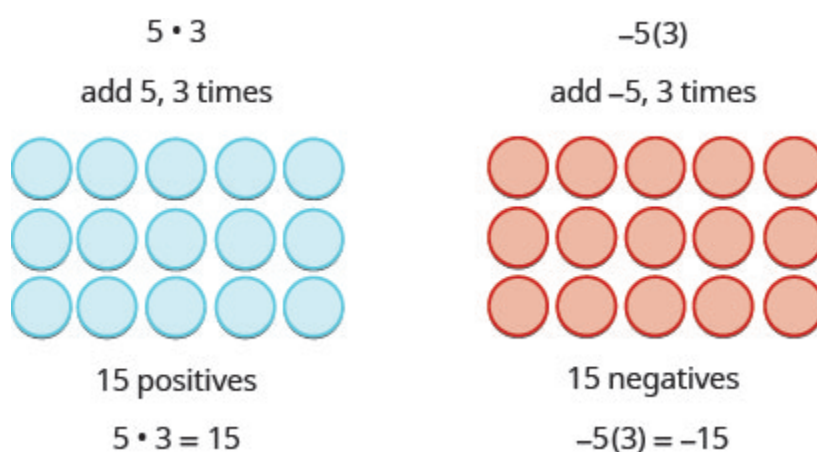 5 • 3
add 5, 3 times
15 positives
5 • 3 = 15
–5(3)
add –5, 3 times
15 negatives
–5(3) = –15